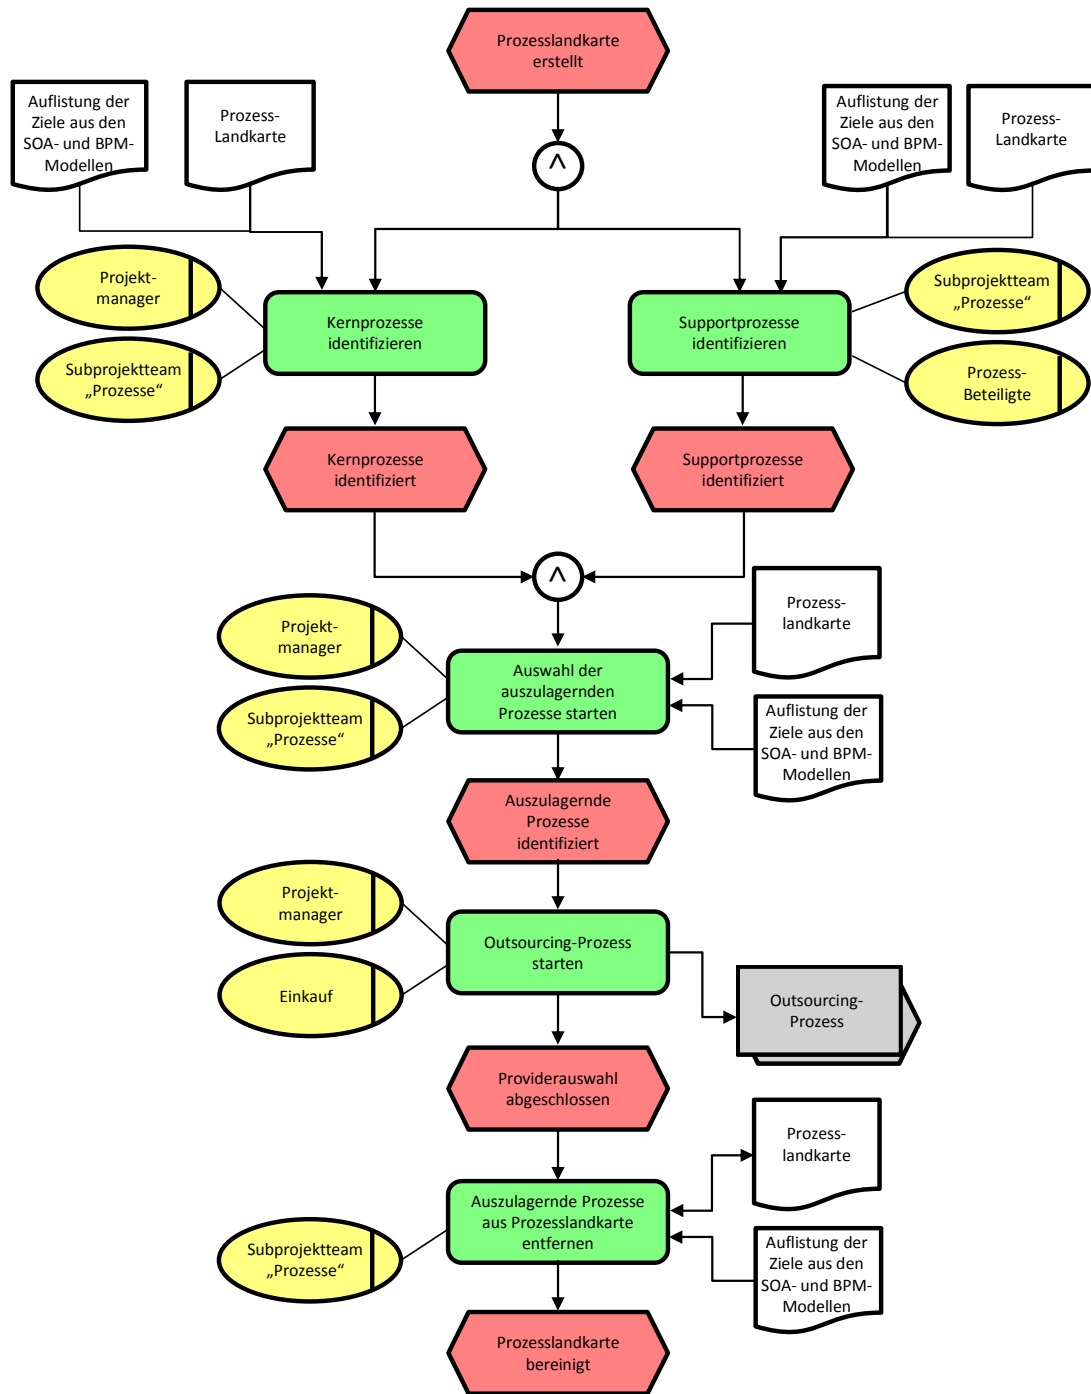 Prozesslandkarte
erstellt
Auflistung der
Ziele aus den
SOA- und BPM-
Modellen
Prozess-
Landkarte
Auflistung der
Ziele aus den
SOA- und BPM-
Modellen
Prozess-
Landkarte
^
Projekt-
manager
Subprojektteam
„Prozesse“
Kernprozesse
identifizieren
Supportprozesse
identifizieren
Subprojektteam
„Prozesse“
Prozess-
Beteiligte
Kernprozesse
identifiziert
Supportprozesse
identifiziert
^
Projekt-
manager
Subprojektteam
„Prozesse“
Auswahl der
auszulagernden
Prozesse starten
Prozess-
landkarte
Auflistung der
Ziele aus den
SOA- und BPM-
Modellen
Auszulagernde
Prozesse
identifiziert
Projekt-
manager
Einkauf
Outsourcing-Prozess
starten
Outsourcing-
Prozess
Providerauswahl
abgeschlossen
Prozess-
landkarte
Subprojektteam
„Prozesse“
Auszulagernde Prozesse
aus Prozesslandkarte
entfernen
Auflistung der
Ziele aus den
SOA- und BPM-
Modellen
Prozesslandkarte
bereinigt